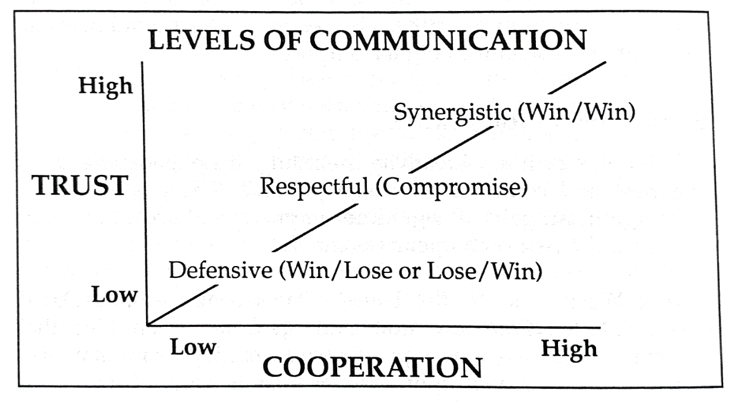 LEVELS OF COMMUNICATION
High
Synergistic (Win/Win)
TRUST
Respectful (Compromise)
Defensive (Win/Lose or Lose/Win)
Low
Low
High
COOPERATION